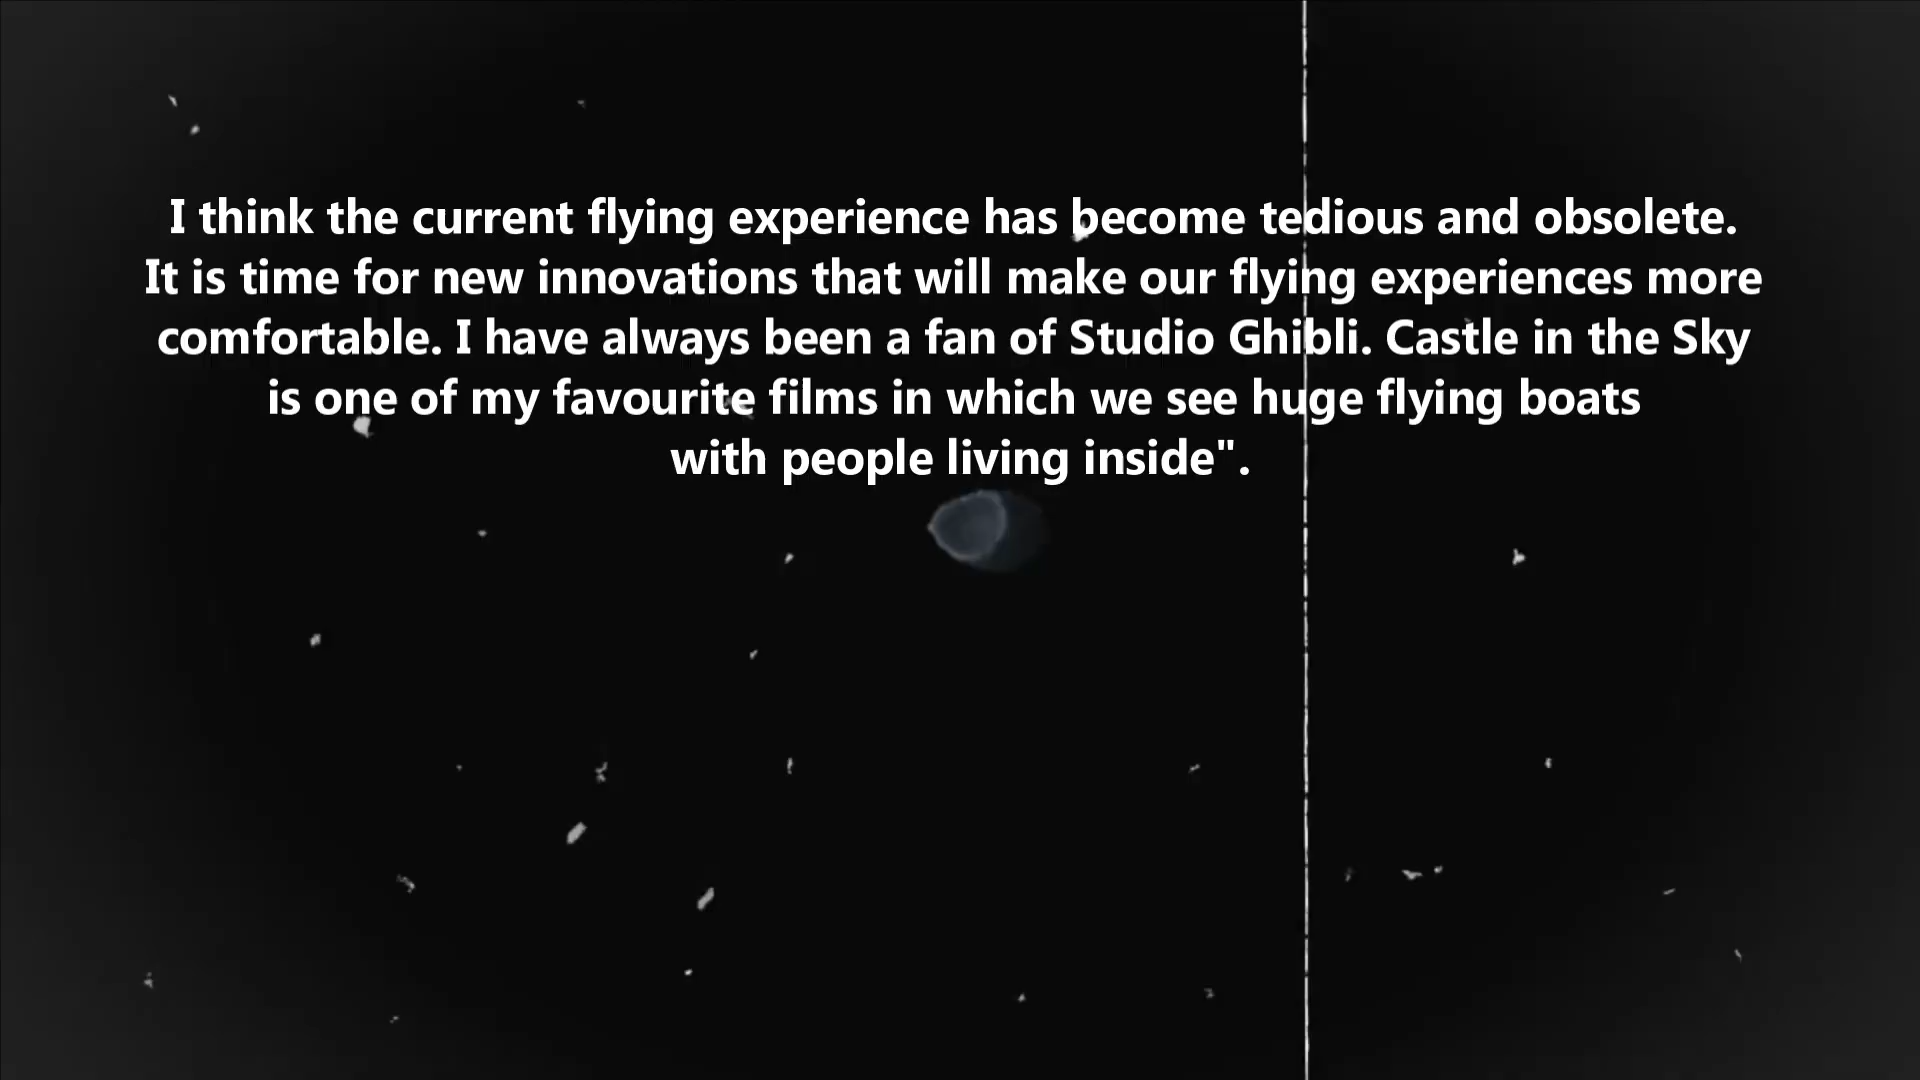 I think the current flying experience has become tedious and obsolete.
It is time for new innovations that will make our flying experiences more
comfortable. I have always been a fan of Studio Ghibli. Castle in the Sky
is one of my favourite films in which we see huge flying boats
with people living inside".